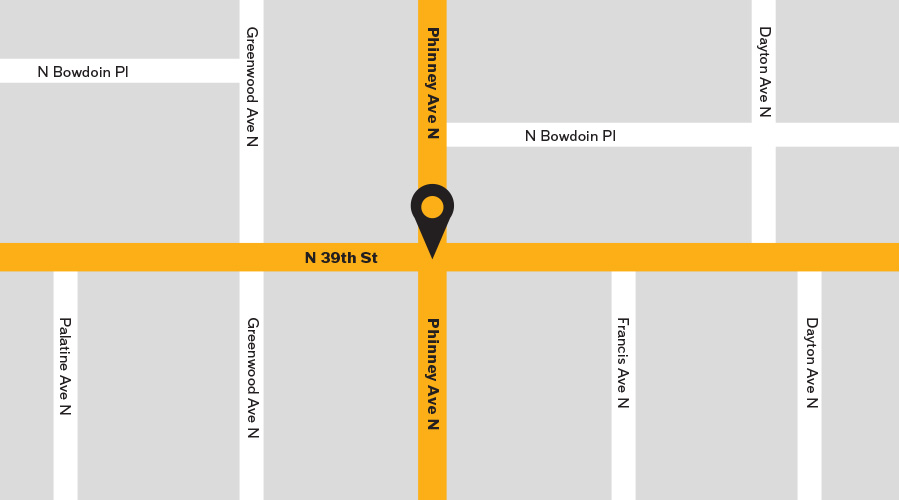 Greenwood Ave N
Phinney Ave N
Dayton Ave N
N Bowdoin Pl
N Bowdoin Pl
N 39th St
Palatine Ave N
Greenwood Ave N
Phinney Ave N
Francis Ave N
Dayton Ave N